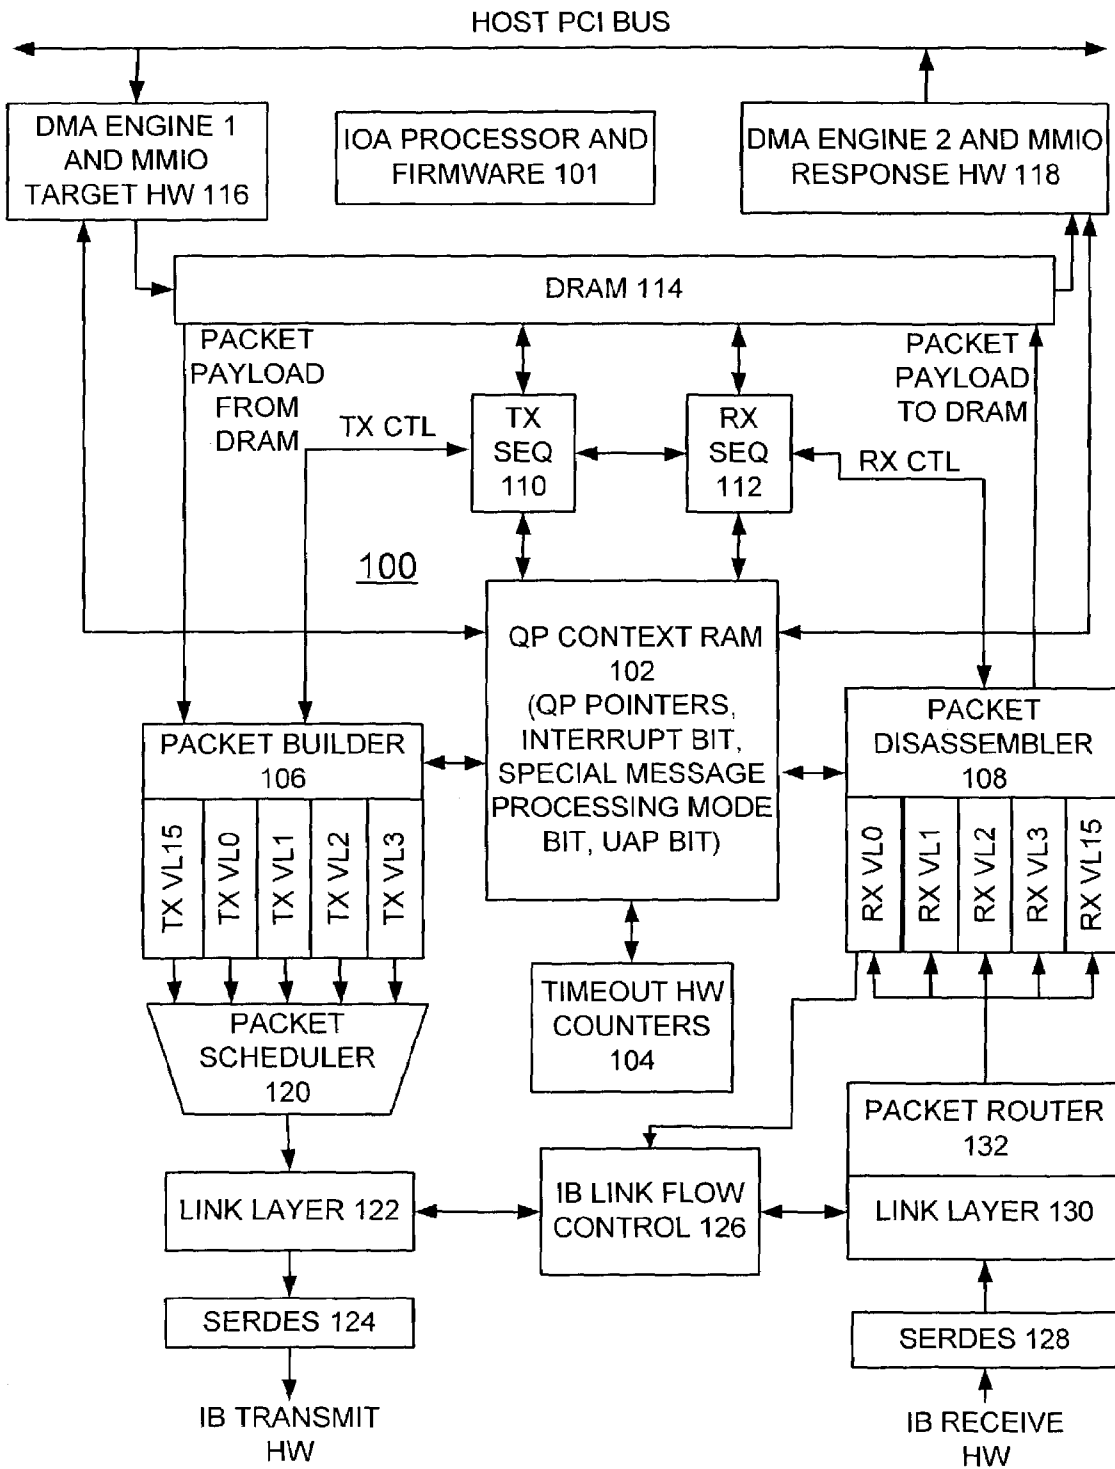 HOST PCI BUS
DMA ENGINE 1
AND MMIO
TARGET HW 116
IOA PROCESSOR AND
FIRMWARE 101
DMA ENGINE 2 AND MMIO
RESPONSE HW 118
DRAM 114
PACKET
PAYLOAD
FROM
DRAM
TX CTL
TX
SEQ
110
RX
SEQ
112
PACKET
PAYLOAD
TO DRAM
RX CTL
100
QP CONTEXT RAM
102
(QP POINTERS,
INTERRUPT BIT,
SPECIAL MESSAGE
PROCESSING MODE
BIT, UAP BIT)
PACKET BUILDER
106
TX VL15
TX VL0
TX VL1
TX VL2
TX VL3
PACKET
DISASSEMBLER
108
RX VL0
RX VL1
RX VL2
RX VL3
RX VL15
TIMEOUT HW
COUNTERS
104
PACKET
SCHEDULER
120
PACKET ROUTER
132
LINK LAYER 122
IB LINK FLOW
CONTROL 126
LINK LAYER 130
SERDES 124
SERDES 128
IB TRANSMIT
HW
IB RECEIVE
HW